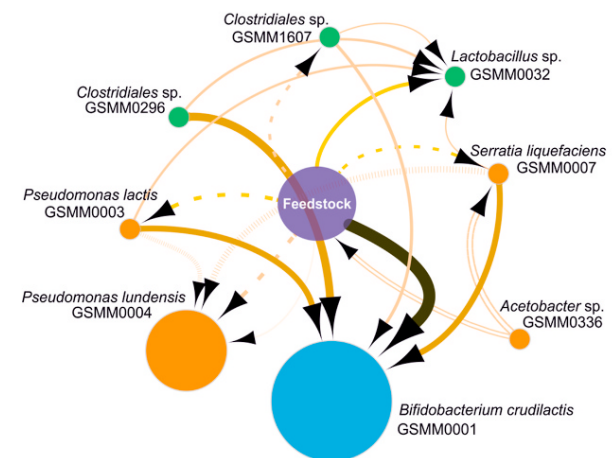 Clostridiales sp.
GSMM1607
Lactobacillus sp.
GSMM0032
Clostridiales sp.
GSMM0296
Serratia liquefaciens
GSMM0007
Pseudomonas lactis
GSMM0003
Feedstock
Pseudomonas lundensis
GSMM0004
Acetobacter sp.
GSMM0336
Bifidobacterium crudilactis
GSMM0001